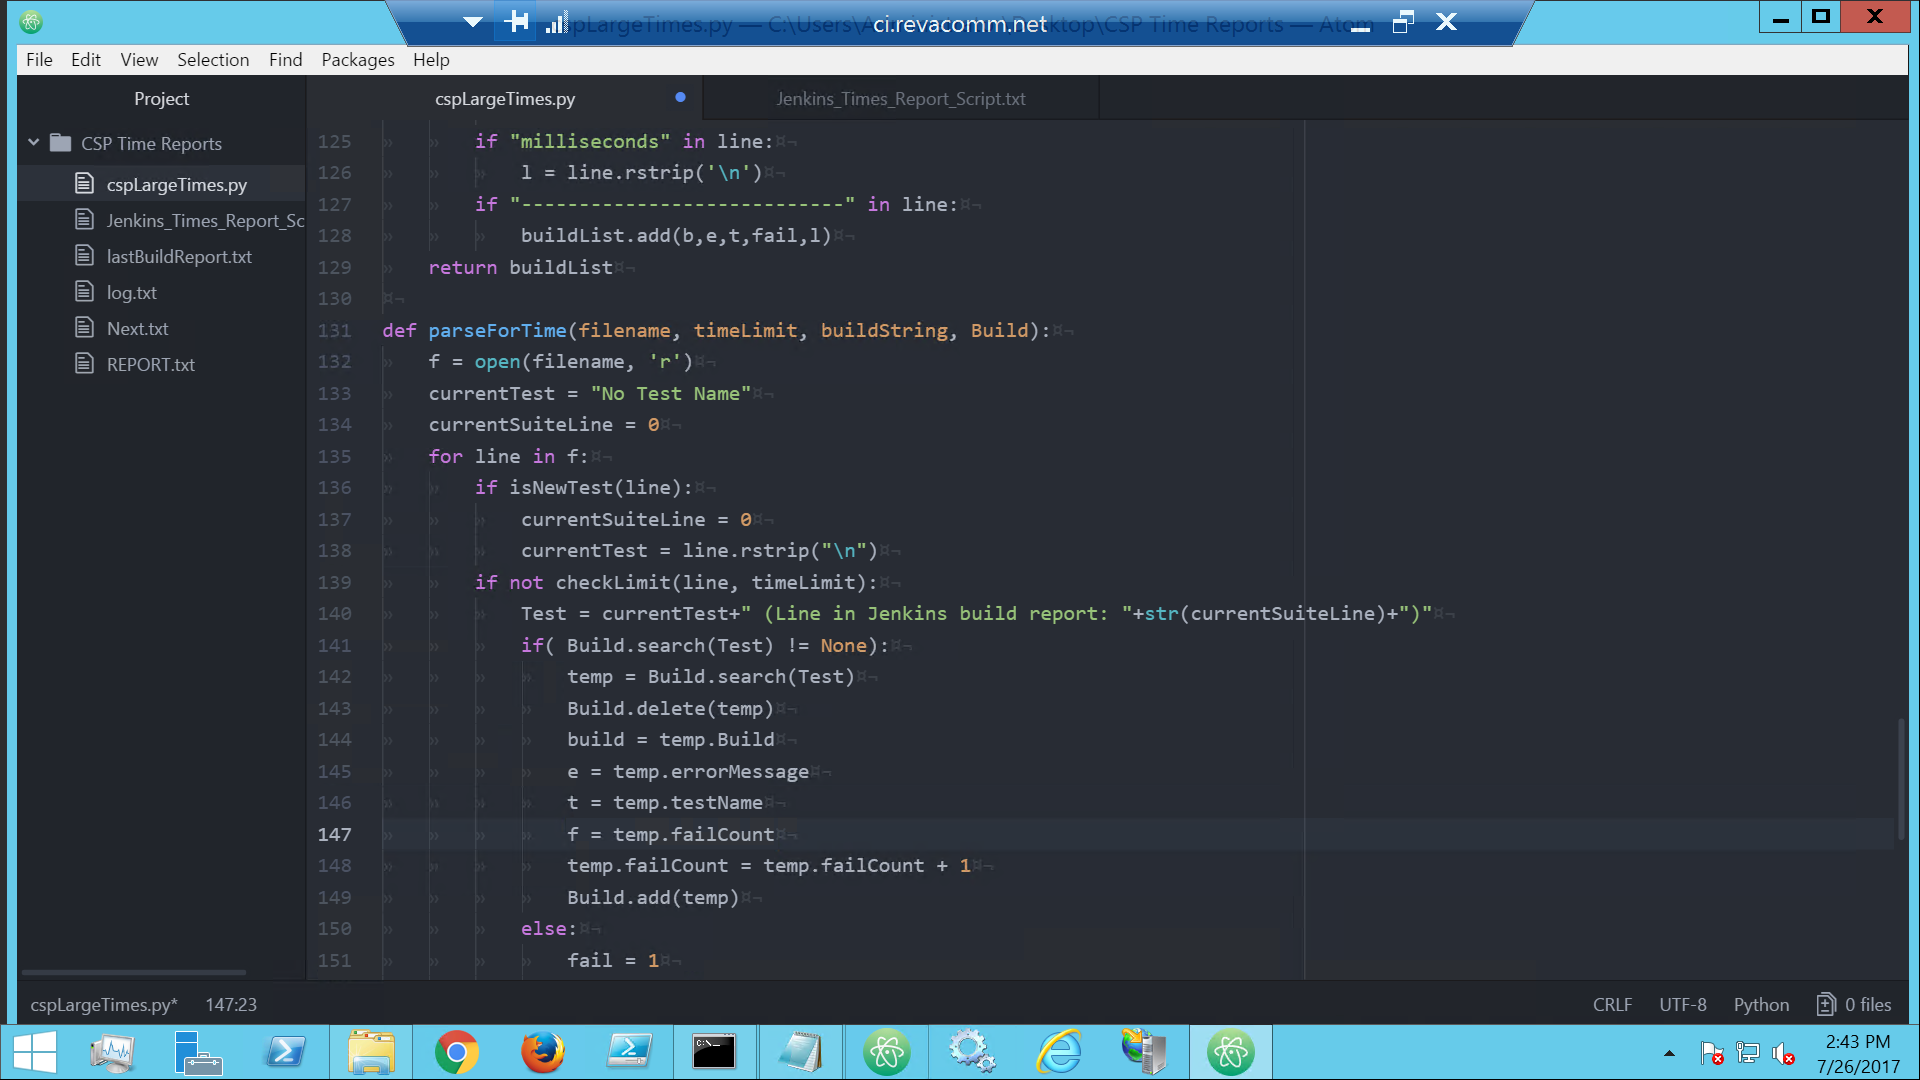 cspLargeTimes.py — C:\Users\A ktop\CSP Time Reports — Atom
ci.revacomm.net
File Edit View Selection Find Packages Help
Project
cspLargeTimes.py
Jenkins_Times_Report_Script.txt
CSP Time Reports
cspLargeTimes.py
Jenkins_Times_Report_Sc
lastBuildReport.txt
log.txt
Next.txt
REPORT.txt
125 if "milliseconds" in line:
126 l = line.rstrip('\n')
127 if "----------------------------" in line:
128 buildList.add(b,e,t,fail,l)
129 return buildList
130
131 def parseForTime(filename, timeLimit, buildString, Build):
132 f = open(filename, 'r')
133 currentTest = "No Test Name"
134 currentSuiteLine = 0
135 for line in f:
136 if isNewTest(line):
137 currentSuiteLine = 0
138 currentTest = line.rstrip("\n")
139 if not checkLimit(line, timeLimit):
140 Test = currentTest+" (Line in Jenkins build report: "+str(currentSuiteLine)+")"
141 if( Build.search(Test) != None):
142 temp = Build.search(Test)
143 Build.delete(temp)
144 build = temp.Build
145 e = temp.errorMessage
146 t = temp.testName
147 f = temp.failCount
148 temp.failCount = temp.failCount + 1
149 Build.add(temp)
150 else:
151 fail = 1
cspLargeTimes.py* 147:23
CRLF UTF-8 Python 0 files
2:43 PM
7/26/2017